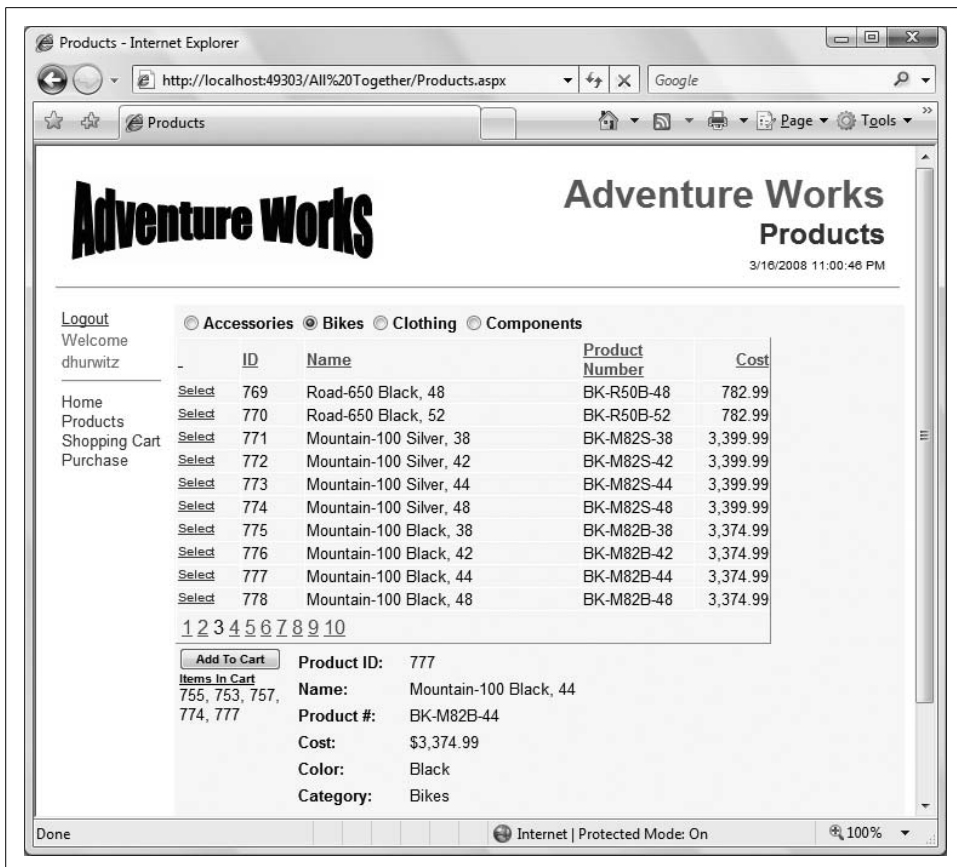 Products - Internet Explorer
http://localhost:49303/All%20Together/Products.aspx
Google
Products
Page
Tools
Adventure Works
Adventure Works
Products
3/16/2008 11:00:46 PM
Logout
Welcome
dhurwitz
Home
Products
Shopping Cart
Purchase
Accessories Bikes Clothing Components
ID Name Product Number Cost
Select 769 Road-650 Black, 48 BK-R50B-48 782.99
Select 770 Road-650 Black, 52 BK-R50B-52 782.99
Select 771 Mountain-100 Silver, 38 BK-M82S-38 3,399.99
Select 772 Mountain-100 Silver, 42 BK-M82S-42 3,399.99
Select 773 Mountain-100 Silver, 44 BK-M82S-44 3,399.99
Select 774 Mountain-100 Silver, 48 BK-M82S-48 3,399.99
Select 775 Mountain-100 Black, 38 BK-M82B-38 3,374.99
Select 776 Mountain-100 Black, 42 BK-M82B-42 3,374.99
Select 777 Mountain-100 Black, 44 BK-M82B-44 3,374.99
Select 778 Mountain-100 Black, 48 BK-M82B-48 3,374.99
1 2 3 4 5 6 7 8 9 10
Add To Cart
Items In Cart
755, 753, 757,
774, 777
Product ID: 777
Name: Mountain-100 Black, 44
Product #: BK-M82B-44
Cost: $3,374.99
Color: Black
Category: Bikes
Done
Internet | Protected Mode: On
100%